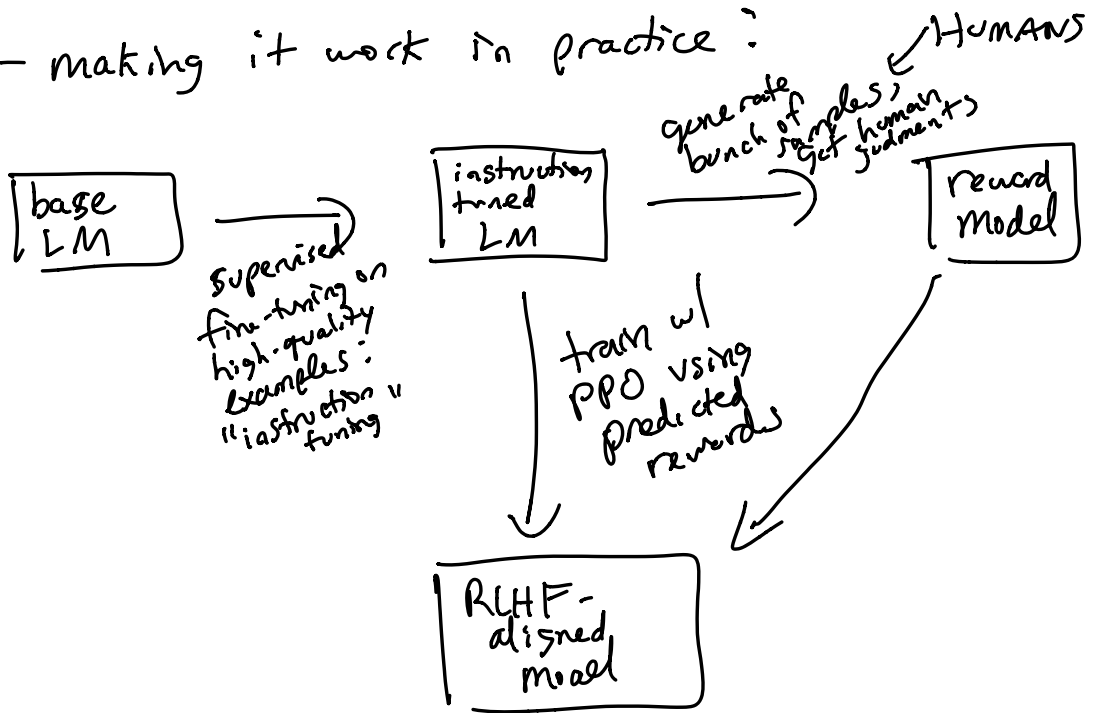 - making it work in practice:
HUMANS
generate
bunch of
samples,
get human
judments
base
LM
supervised
fine-tuning on
high-quality
examples:
"instruction"
tuning
instruction
tuned
LM
reward
model
train w/
PPO using
predicted
rewards
RLHF-
aligned
model